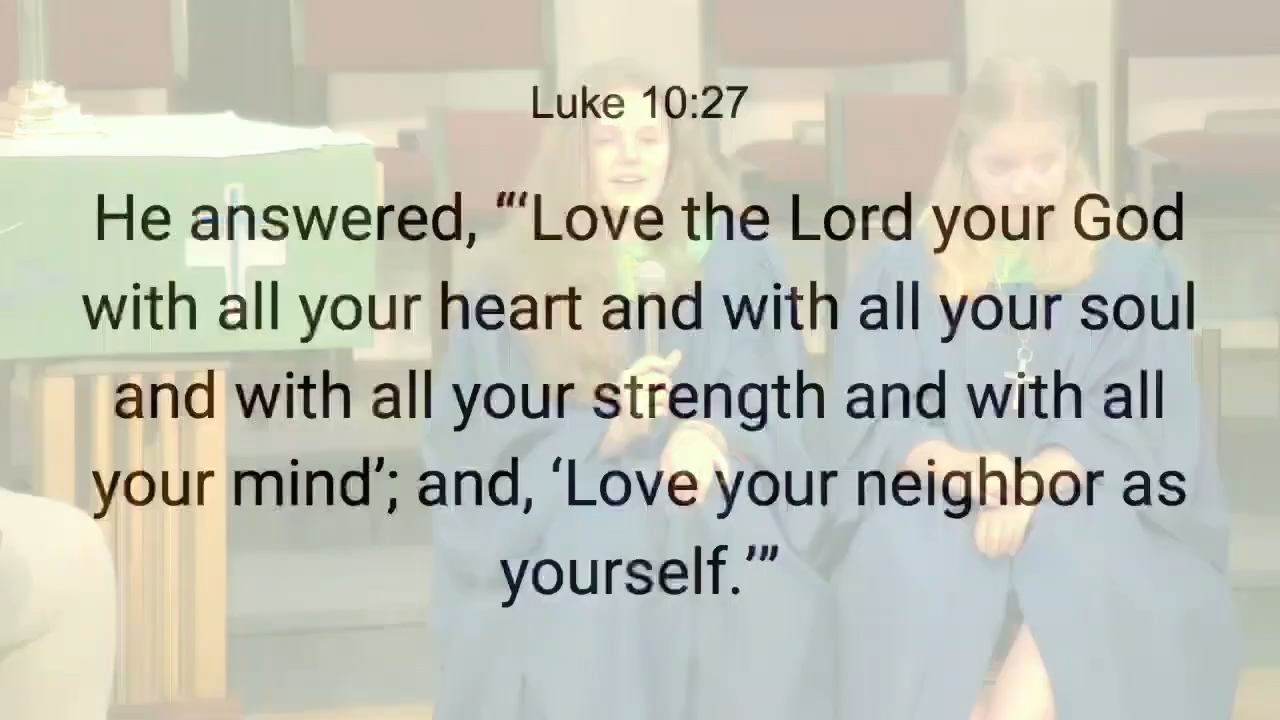 Luke 10:27
He answered, “‘Love the Lord your God
with all your heart and with all your soul
and with all your strength and with all
your mind’; and, ‘Love your neighbor as
yourself.’”